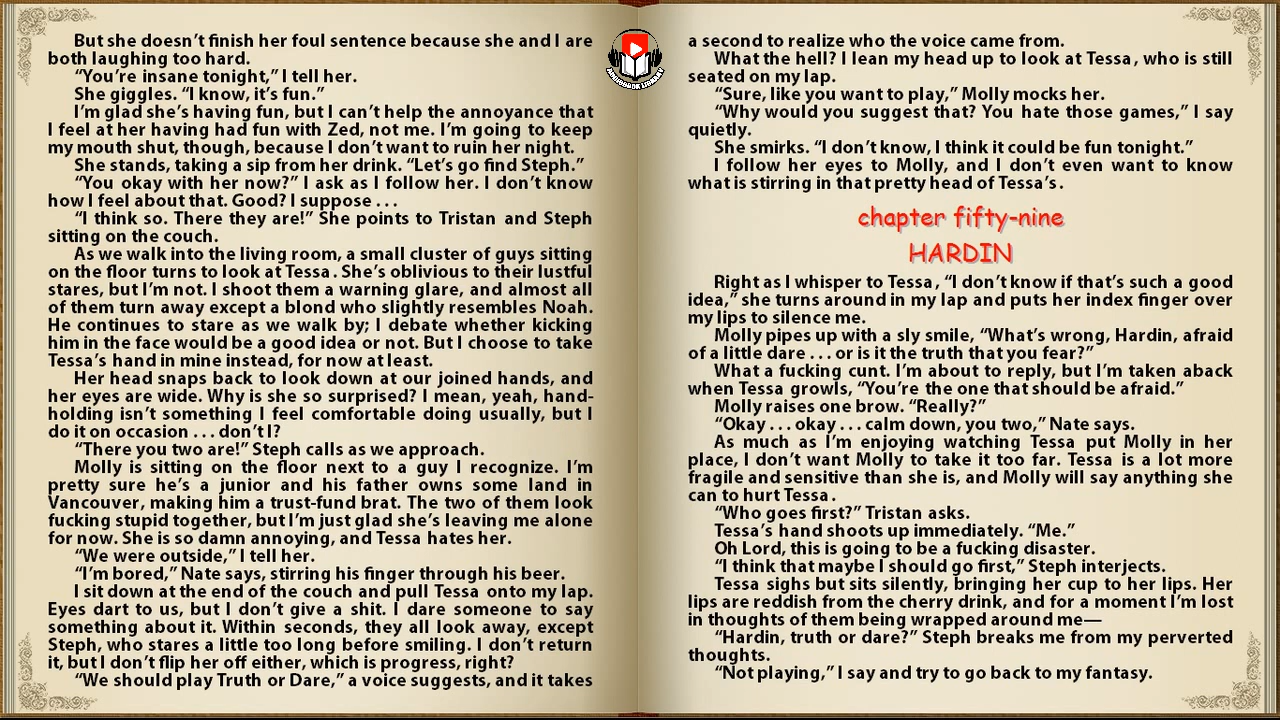 But she doesn’t finish her foul sentence because she and I are
both laughing too hard.
“You’re insane tonight,” I tell her.
She giggles. “I know, it’s fun.”
I’m glad she’s having fun, but I can’t help the annoyance that
I feel at her having had fun with Zed, not me. I’m going to keep
my mouth shut, though, because I don’t want to ruin her night.
She stands, taking a sip from her drink. “Let’s go find Steph.”
“You okay with her now?” I ask as I follow her. I don’t know
how I feel about that. Good? I suppose . . .
“I think so. There they are!” She points to Tristan and Steph
sitting on the couch.
As we walk into the living room, a small cluster of guys sitting
on the floor turns to look at Tessa. She’s oblivious to their lustful
stares, but I’m not. I shoot them a warning glare, and almost all
of them turn away except a blond who slightly resembles Noah.
He continues to stare as we walk by; I debate whether kicking
him in the face would be a good idea or not. But I choose to take
Tessa’s hand in mine instead, for now at least.
Her head snaps back to look down at our joined hands, and
her eyes are wide. Why is she so surprised? I mean, yeah, hand-
holding isn’t something I feel comfortable doing usually, but I
do it on occasion . . . don’t I?
“There you two are!” Steph calls as we approach.
Molly is sitting on the floor next to a guy I recognize. I’m
pretty sure he’s a junior and his father owns some land in
Vancouver, making him a trust-fund brat. The two of them look
fucking stupid together, but I’m just glad she’s leaving me alone
for now. She is so damn annoying, and Tessa hates her.
“We were outside,” I tell her.
“I’m bored,” Nate says, stirring his finger through his beer.
I sit down at the end of the couch and pull Tessa onto my lap.
Eyes dart to us, but I don’t give a shit. I dare someone to say
something about it. Within seconds, they all look away, except
Steph, who stares a little too long before smiling. I don’t return
it, but I don’t flip her off either, which is progress, right?
“We should play Truth or Dare,” a voice suggests, and it takes
a second to realize who the voice came from.
What the hell? I lean my head up to look at Tessa, who is still
seated on my lap.
“Sure, like you want to play,” Molly mocks her.
“Why would you suggest that? You hate those games,” I say
quietly.
She smirks. “I don’t know, I think it could be fun tonight.”
I follow her eyes to Molly, and I don’t even want to know
what is stirring in that pretty head of Tessa’s.
chapter fifty-nine
HARDIN
Right as I whisper to Tessa, “I don’t know if that’s such a good
idea,” she turns around in my lap and puts her index finger over
my lips to silence me.
Molly pipes up with a sly smile, “What’s wrong, Hardin, afraid
of a little dare . . . or is it the truth that you fear?”
What a fucking cunt. I’m about to reply, but I’m taken aback
when Tessa growls, “You’re the one that should be afraid.”
Molly raises one brow. “Really?”
“Okay . . . okay . . . calm down, you two,” Nate says.
As much as I’m enjoying watching Tessa put Molly in her
place, I don’t want Molly to take it too far. Tessa is a lot more
fragile and sensitive than she is, and Molly will say anything she
can to hurt Tessa.
“Who goes first?” Tristan asks.
Tessa’s hand shoots up immediately. “Me.”
Oh Lord, this is going to be a fucking disaster.
“I think that maybe I should go first,” Steph interjects.
Tessa sighs but sits silently, bringing her cup to her lips. Her
lips are reddish from the cherry drink, and for a moment I’m lost
in thoughts of them being wrapped around me—
“Hardin, truth or dare?” Steph breaks me from my perverted
thoughts.
“Not playing,” I say and try to go back to my fantasy.